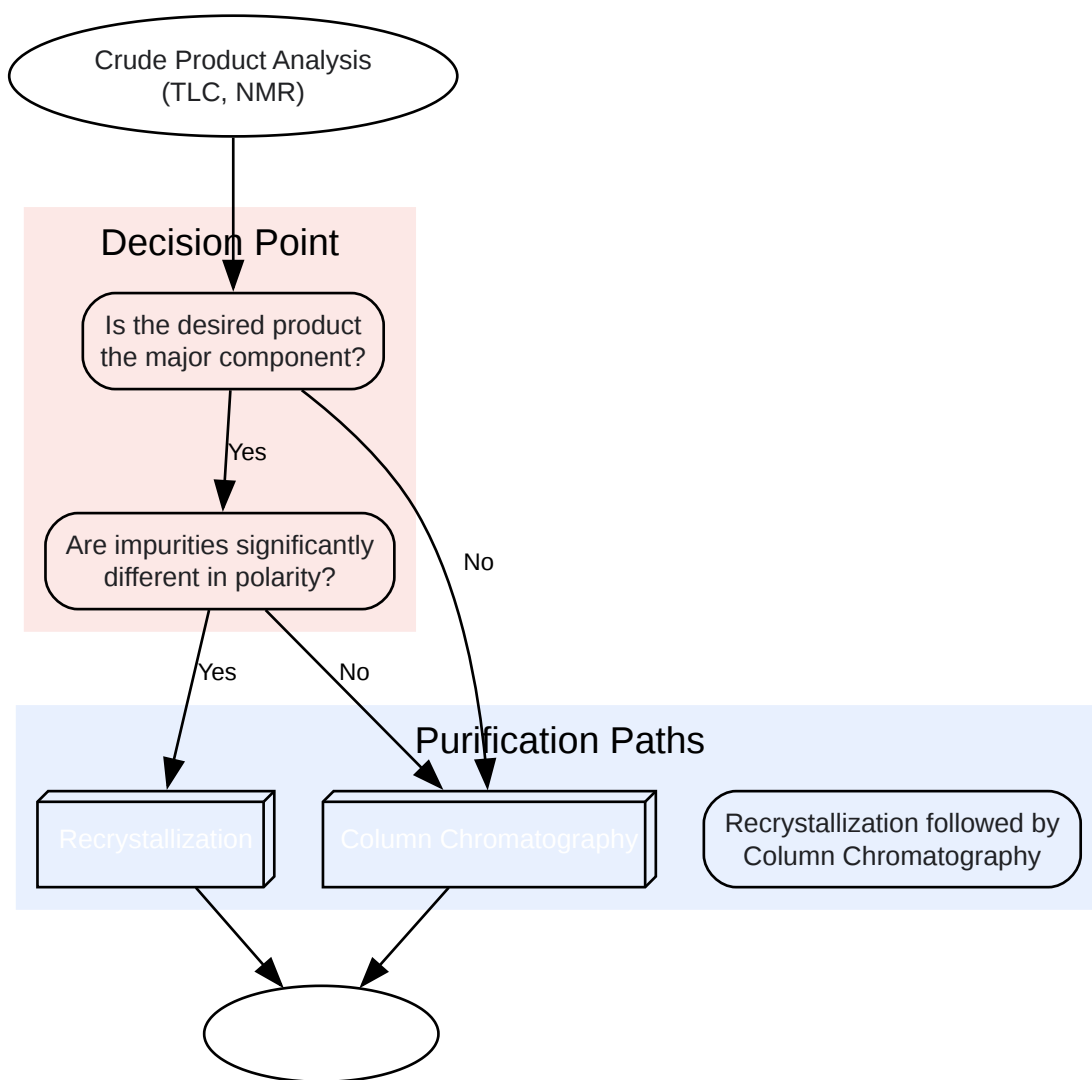 Crude Product Analysis
(TLC, NMR)
Decision Point
Is the desired product
the major component?
Yes
Are impurities significantly
different in polarity?
No
Yes
No
Purification Paths
Recrystallization
Column Chromatography
Recrystallization followed by
Column Chromatography